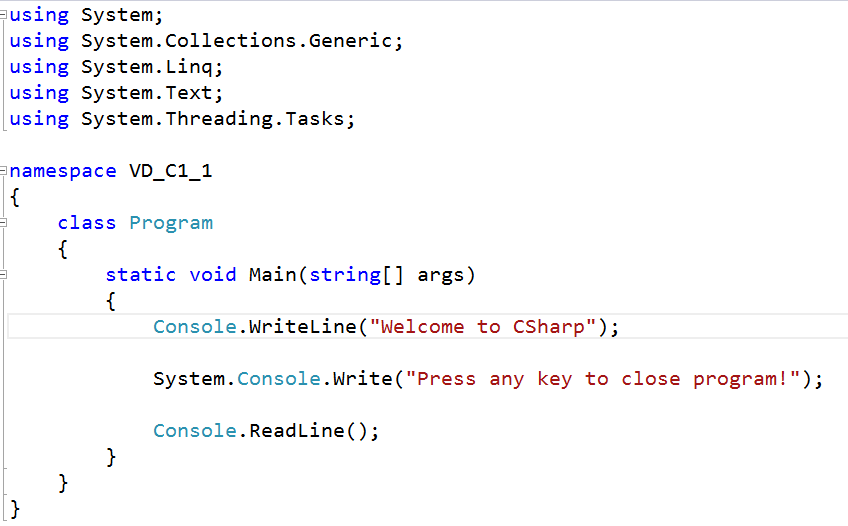 using System;
using System.Collections.Generic;
using System.Linq;
using System.Text;
using System.Threading.Tasks;

namespace VD_C1_1
{
    class Program
    {
        static void Main(string[] args)
        {
            Console.WriteLine("Welcome to CSharp");

            System.Console.Write("Press any key to close program!");

            Console.ReadLine();
        }
    }
}